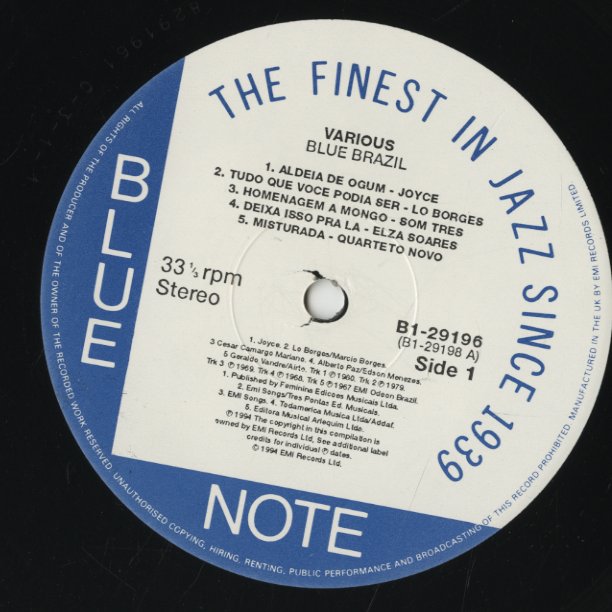 THE FINEST IN JAZZ SINCE 1939
VARIOUS
BLUE BRAZIL
1. ALDEIA DE OGUM - JOYCE
2. TUDO QUE VOCE PODIA SER - LO BORGES
3. HOMENAGEM A MONGO - SOM TRES
4. DEIXA ISSO PRA LA - ELZA SOARES
5. MISTURADA - QUARTETO NOVO
33 ⅓ rpm
Stereo
B1-29196
(B1-29198 A)
Side 1
1. Joyce. 2. Lo Borges/Marcio Borges.
3 Cesar Camargo Mariano. 4. Alberto Paz/Edson Menezes.
5 Geraldo Vandre/Airto. Trk 1 ℗ 1980. Trk 2 ℗ 1979.
Trk 3 ℗ 1969. Trk 4 ℗ 1968. Trk 5 ℗ 1967 EMI Odeon Brazil.
1. Published by Feminina Edicoes Musicais Ltda.
2. Emi Songs/Tres Pontas Ed. Musicais.
3. EMI Songs. 4. Todamerica Musica Ltda/Addaf.
5. Editora Musical Arlequim Ltda.
℗ 1994 The copyright in this compilation is
owned by EMI Records Ltd, See additional label
credits for individual ℗ dates.
© 1994 EMI Records Ltd.
BLUE
NOTE
ALL RIGHTS OF THE PRODUCER AND OF THE OWNER OF THE RECORDED WORK RESERVED. UNAUTHORISED COPYING, HIRING, RENTING, PUBLIC PERFORMANCE AND BROADCASTING OF THIS RECORD PROHIBITED. MANUFACTURED IN THE UK BY EMI RECORDS LIMITED